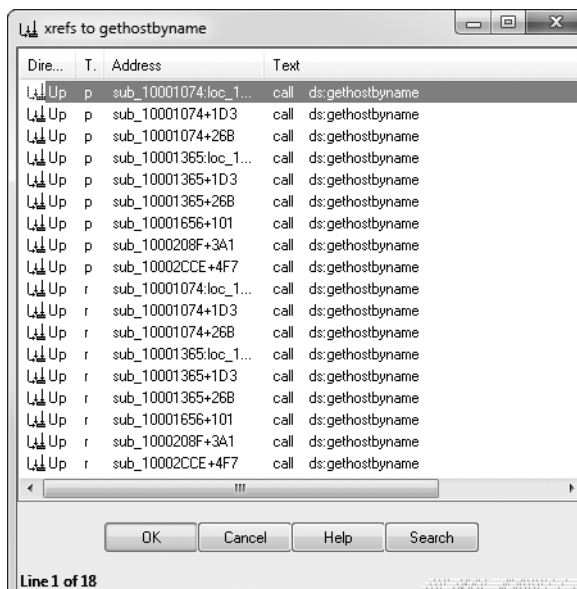 xrefs to gethostbyname
Dire... T. Address Text
Up p sub_10001074:loc_1... call ds:gethostbyname
Up p sub_10001074+1D3 call ds:gethostbyname
Up p sub_10001074+26B call ds:gethostbyname
Up p sub_10001365:loc_1... call ds:gethostbyname
Up p sub_10001365+1D3 call ds:gethostbyname
Up p sub_10001365+26B call ds:gethostbyname
Up p sub_10001656+101 call ds:gethostbyname
Up p sub_1000208F+3A1 call ds:gethostbyname
Up p sub_10002CCE+4F7 call ds:gethostbyname
Up r sub_10001074:loc_1... call ds:gethostbyname
Up r sub_10001074+1D3 call ds:gethostbyname
Up r sub_10001074+26B call ds:gethostbyname
Up r sub_10001365:loc_1... call ds:gethostbyname
Up r sub_10001365+1D3 call ds:gethostbyname
Up r sub_10001365+26B call ds:gethostbyname
Up r sub_10001656+101 call ds:gethostbyname
Up r sub_1000208F+3A1 call ds:gethostbyname
Up r sub_10002CCE+4F7 call ds:gethostbyname
OK Cancel Help Search
Line 1 of 18